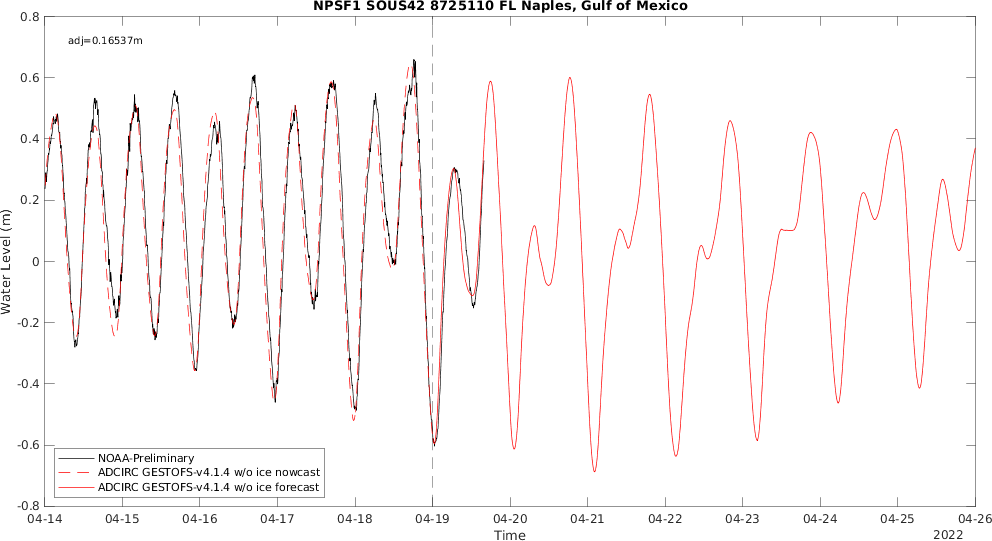 NPSF1 SOUS42 8725110 FL Naples, Gulf of Mexico
adj=0.16537m
Water Level (m)
0.8
0.6
0.4
0.2
0
-0.2
-0.4
-0.6
-0.8
NOAA-Preliminary
ADCIRC GESTOFS-v4.1.4 w/o ice nowcast
ADCIRC GESTOFS-v4.1.4 w/o ice forecast
04-14 04-15 04-16 04-17 04-18 04-19 04-20 04-21 04-22 04-23 04-24 04-25 04-26
Time
2022